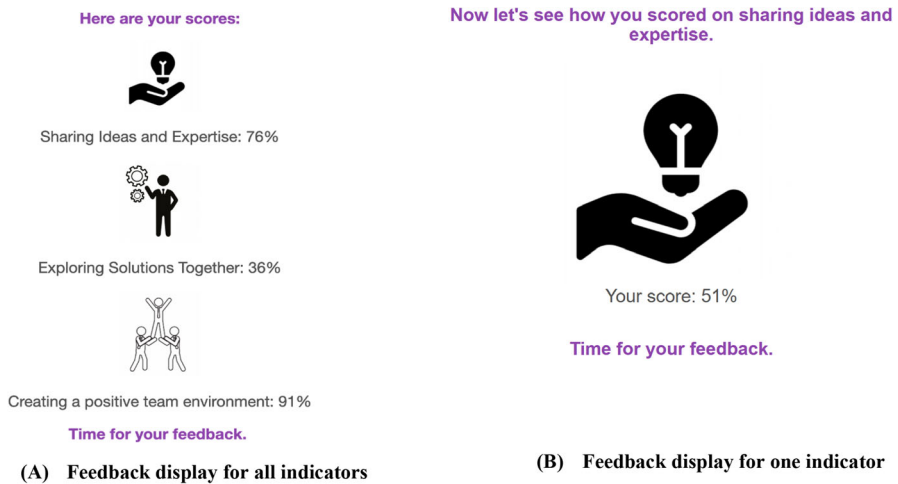 Here are your scores:
Sharing Ideas and Expertise: 76%
Exploring Solutions Together: 36%
Creating a positive team environment: 91%
Time for your feedback.
(A) Feedback display for all indicators
Now let's see how you scored on sharing ideas and
expertise.
Your score: 51%
Time for your feedback.
(B) Feedback display for one indicator